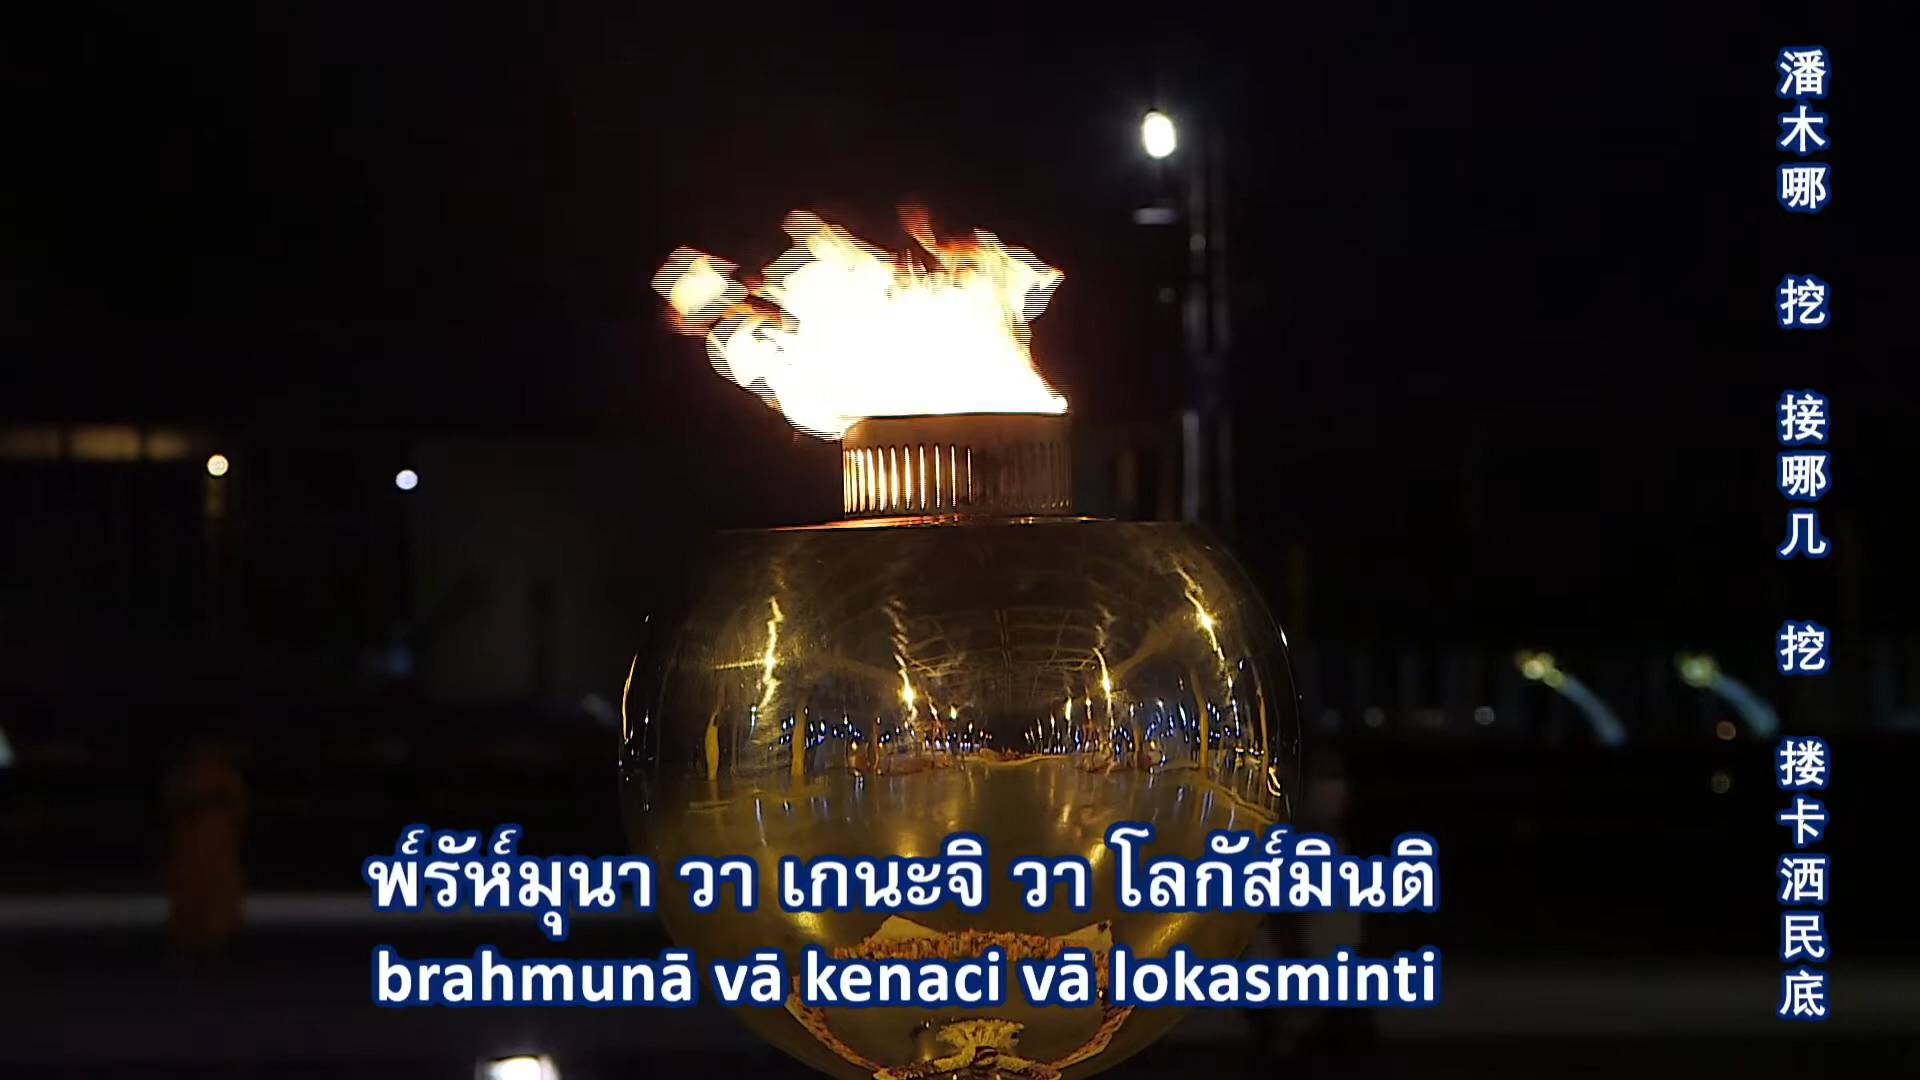 พ๎รัห๎มุนา วา เกนะจิ วา โลกัส๎มินติ
brahmunā vā kenaci vā lokasminti
潘木哪 挖 接哪几 挖 搂卡洒民底